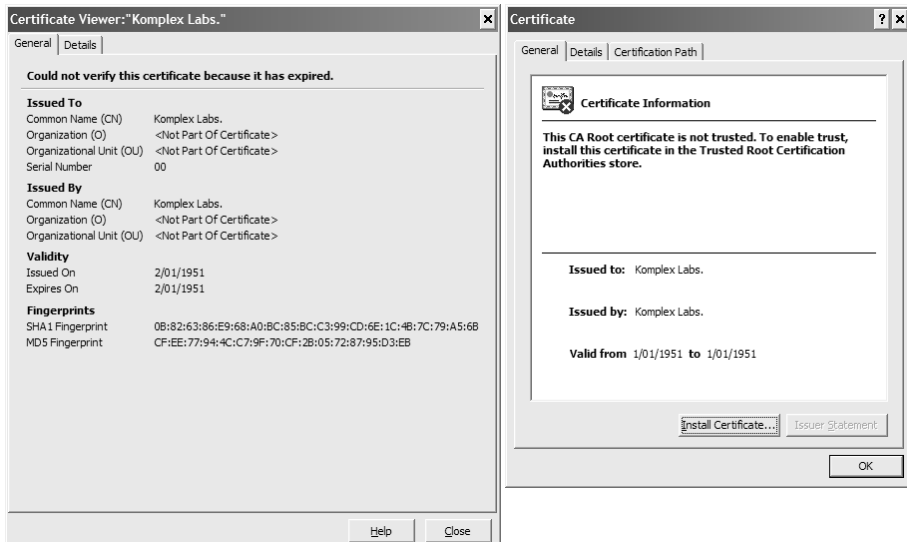 Certificate Viewer:"Komplex Labs."
General Details
Could not verify this certificate because it has expired.
Issued To
Common Name (CN) Komplex Labs.
Organization (O) <Not Part Of Certificate>
Organizational Unit (OU) <Not Part Of Certificate>
Serial Number 00
Issued By
Common Name (CN) Komplex Labs.
Organization (O) <Not Part Of Certificate>
Organizational Unit (OU) <Not Part Of Certificate>
Validity
Issued On 2/01/1951
Expires On 2/01/1951
Fingerprints
SHA1 Fingerprint 0B:82:63:86:E9:68:A0:BC:85:BC:C3:99:CD:6E:1C:4B:7C:79:A5:6B
MD5 Fingerprint CF:EE:77:94:4C:C7:9F:70:CF:2B:05:72:87:95:D3:EB
Help Close
Certificate
General Details Certification Path
Certificate Information
This CA Root certificate is not trusted. To enable trust,
install this certificate in the Trusted Root Certification
Authorities store.
Issued to: Komplex Labs.
Issued by: Komplex Labs.
Valid from 1/01/1951 to 1/01/1951
Install Certificate... Issuer Statement
OK